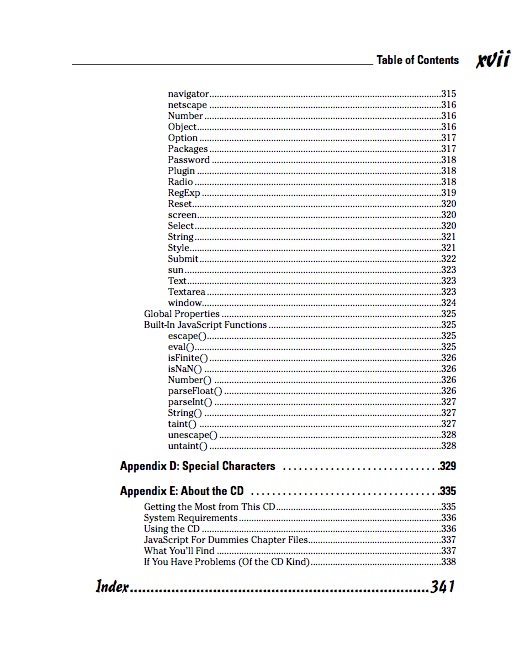 Table of Contents xvii
navigator....................315
netscape ....................316
Number....................316
Object....................316
Option ....................317
Packages....................317
Password ....................318
Plugin ....................318
Radio ....................318
RegExp ....................319
Reset....................320
screen....................320
Select....................320
String....................321
Style....................321
Submit....................322
sun....................323
Text....................323
Textarea....................323
window....................324
Global Properties ....................325
Built-In JavaScript Functions ....................325
escape()....................325
eval()....................325
isFinite()....................326
isNaN() ....................326
Number() ....................326
parseFloat() ....................326
parseInt() ....................327
String() ....................327
taint() ....................327
unescape() ....................328
untaint() ....................328
Appendix D: Special Characters ....................329
Appendix E: About the CD ....................335
Getting the Most from This CD....................335
System Requirements....................336
Using the CD ....................336
JavaScript For Dummies Chapter Files....................337
What You'll Find ....................337
If You Have Problems (Of the CD Kind)....................338
Index....................341